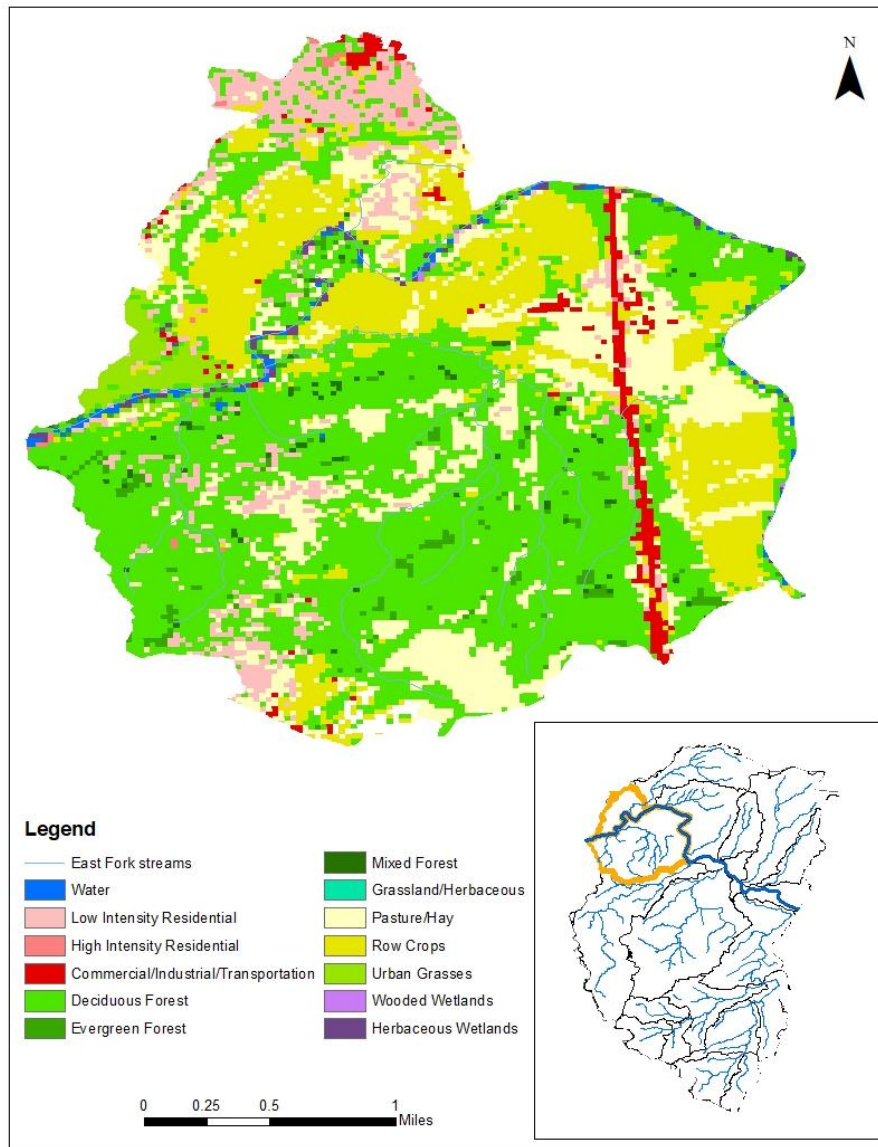 N
Legend
East Fork streams
Water
Low Intensity Residential
High Intensity Residential
Commercial/Industrial/Transportation
Deciduous Forest
Evergreen Forest
Mixed Forest
Grassland/Herbaceous
Pasture/Hay
Row Crops
Urban Grasses
Wooded Wetlands
Herbaceous Wetlands
0 0.25 0.5 1
Miles